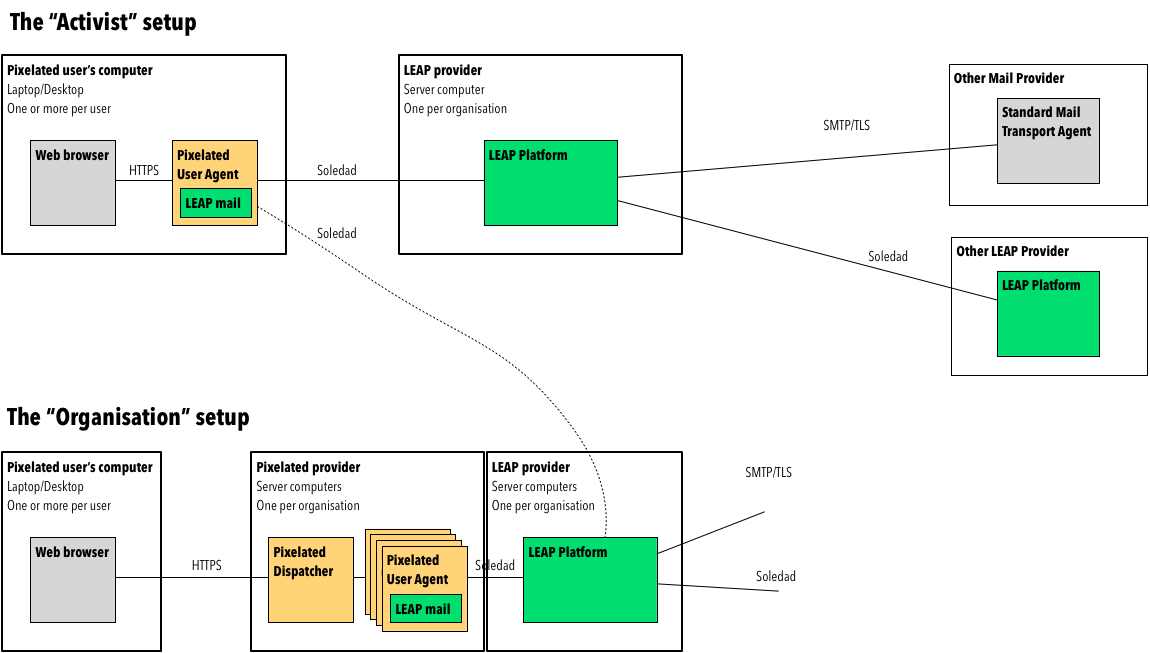 The “Activist” setup
Pixelated user’s computer
Laptop/Desktop
One or more per user
Web browser
HTTPS
Pixelated
User Agent
LEAP mail
Soledad
Soledad
LEAP provider
Server computer
One per organisation
LEAP Platform
SMTP/TLS
Soledad
Other Mail Provider
Standard Mail
Transport Agent
Other LEAP Provider
LEAP Platform
The “Organisation” setup
Pixelated user’s computer
Laptop/Desktop
One or more per user
Web browser
HTTPS
Pixelated provider
Server computers
One per organisation
Pixelated
Dispatcher
Pixelated
User Agent
LEAP mail
Soledad
LEAP provider
Server computers
One per organisation
LEAP Platform
SMTP/TLS
Soledad